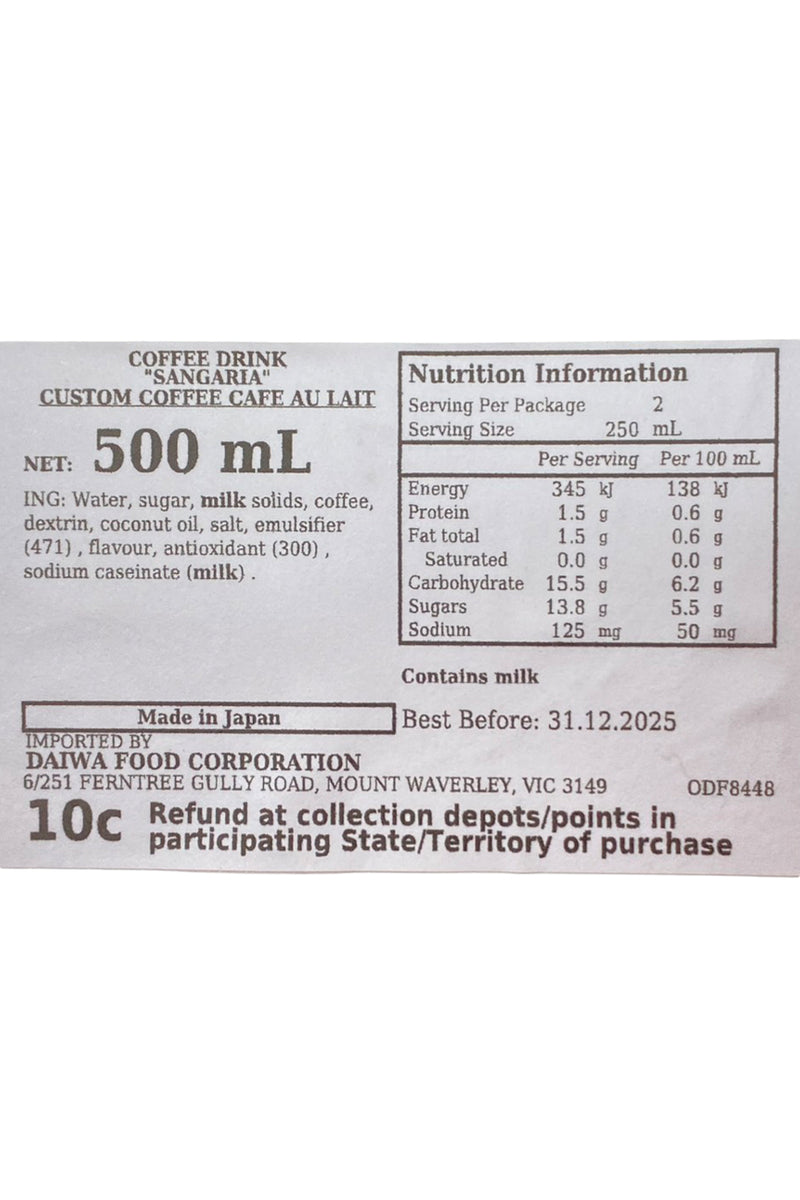 COFFEE DRINK
"SANGARIA"
CUSTOM COFFEE CAFE AU LAIT
NET: 500 mL
ING: Water, sugar, milk solids, coffee,
dextrin, coconut oil, salt, emulsifier
(471) , flavour, antioxidant (300) ,
sodium caseinate (milk) .
Nutrition Information
Serving Per Package 2
Serving Size 250 mL
Per Serving Per 100 mL
Energy 345 kJ 138 kJ
Protein 1.5 g 0.6 g
Fat total 1.5 g 0.6 g
Saturated 0.0 g 0.0 g
Carbohydrate 15.5 g 6.2 g
Sugars 13.8 g 5.5 g
Sodium 125 mg 50 mg
Contains milk
Made in Japan
Best Before: 31.12.2025
IMPORTED BY
DAIWA FOOD CORPORATION
6/251 FERNTREE GULLY ROAD, MOUNT WAVERLEY, VIC 3149 ODF8448
10c Refund at collection depots/points in
participating State/Territory of purchase